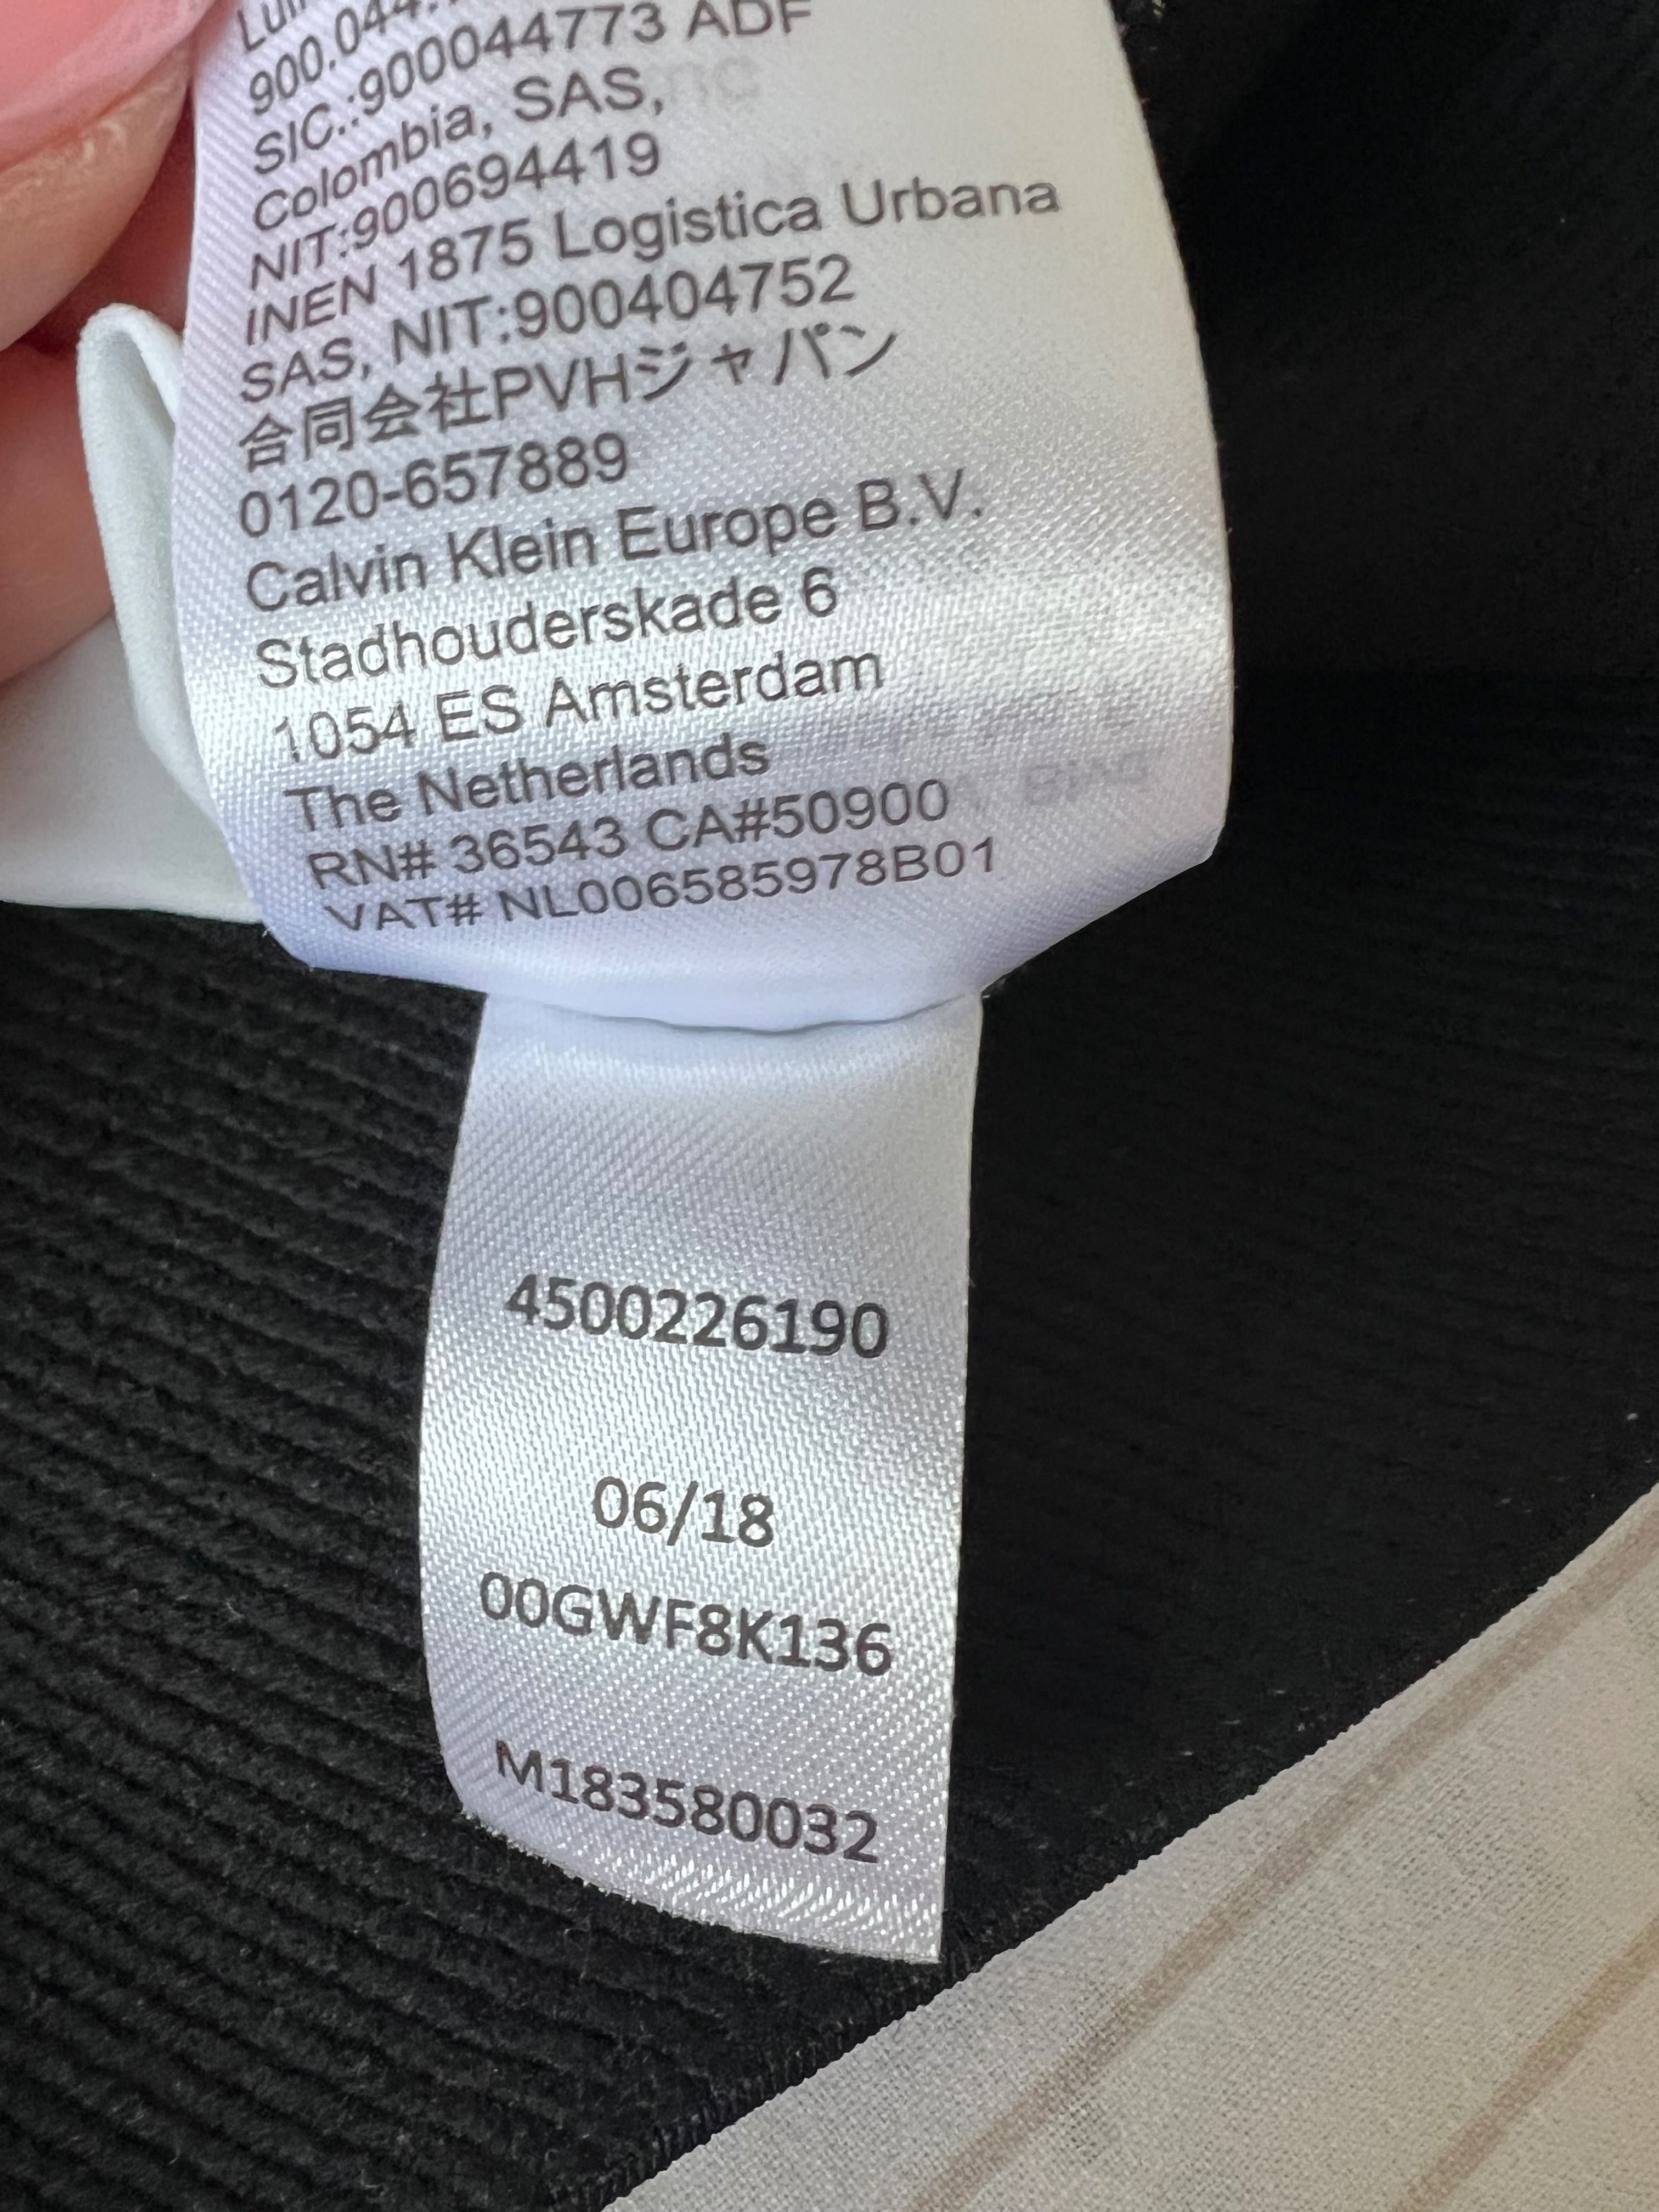 900.044.
SIC.:900044773 ADF
Colombia, SAS,
NIT:900694419
INEN 1875 Logistica Urbana
SAS, NIT:900404752
合同会社PVHジャパン
0120-657889
Calvin Klein Europe B.V.
Stadhouderskade 6
1054 ES Amsterdam
The Netherlands
RN# 36543 CA#50900
VAT# NL006585978B01
4500226190
06/18
00GWF8K136
M183580032